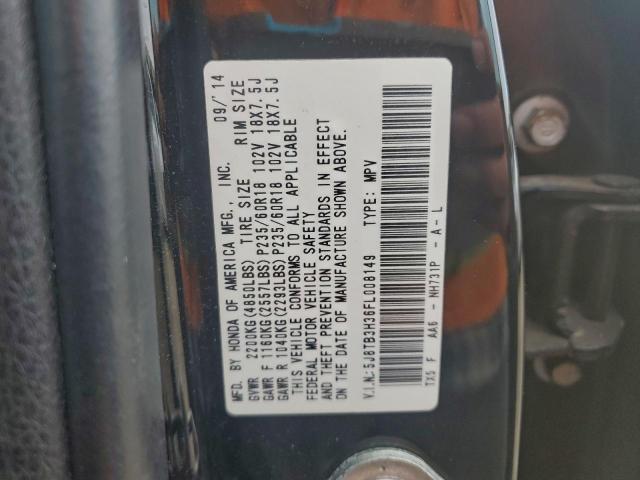 MFD. BY HONDA OF AMERICA MFG., INC. 09/'14
GVWR 2200KG(4850LBS) TIRE SIZE RIM SIZE
GAWR F 1160KG(2557LBS) P235/60R18 102V 18X7.5J
GAWR R 1040KG(2293LBS) P235/60R18 102V 18X7.5J
THIS VEHICLE CONFORMS TO ALL APPLICABLE
FEDERAL MOTOR VEHICLE SAFETY
AND THEFT PREVENTION STANDARDS IN EFFECT
ON THE DATE OF MANUFACTURE SHOWN ABOVE.
V.I.N.:5J8TB3H36FL008149 TYPE: MPV
TX5 F AA6 - NH731P - A - L